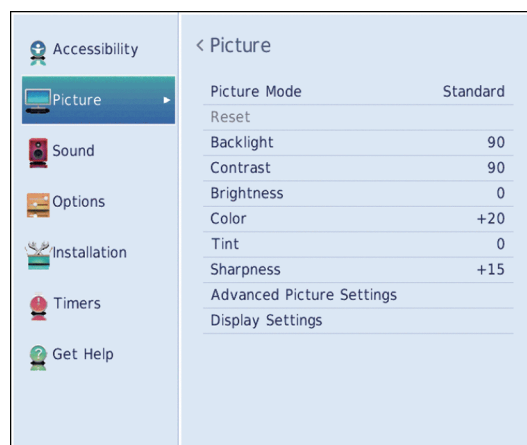 Accessibility
Picture
Sound
Options
Installation
Timers
Get Help
< Picture
Picture Mode Standard
Reset
Backlight 90
Contrast 90
Brightness 0
Color +20
Tint 0
Sharpness +15
Advanced Picture Settings
Display Settings